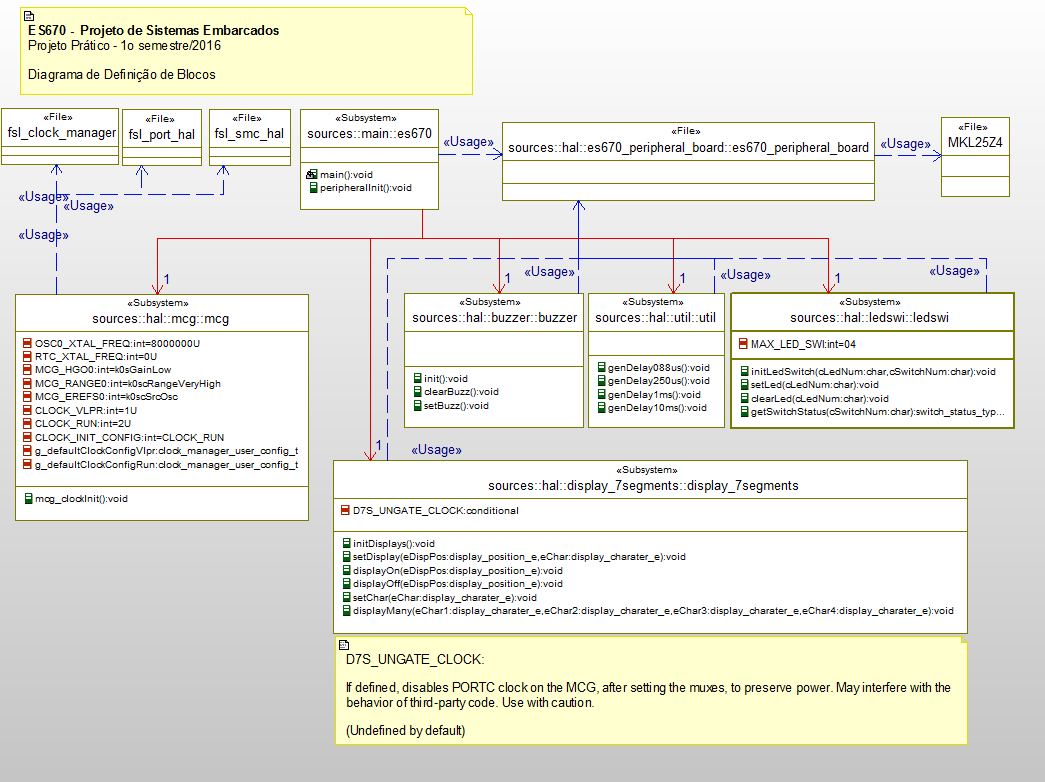 ES670 - Projeto de Sistemas Embarcados
Projeto Prático - 1o semestre/2016
Diagrama de Definição de Blocos
«File»
fsl_clock_manager
«File»
fsl_port_hal
«File»
fsl_smc_hal
«Subsystem»
sources::main::es670
main():void
peripheralInit():void
«Usage»
«File»
sources::hal::es670_peripheral_board::es670_peripheral_board
«Usage»
«File»
MKL25Z4
«Usage»
«Usage»
«Usage»
1
«Subsystem»
sources::hal::mcg::mcg
OSC0_XTAL_FREQ:int=8000000U
RTC_XTAL_FREQ:int=0U
MCG_HGO0:int=k0sGainLow
MCG_RANGE0:int=k0scRangeVeryHigh
MCG_EREFS0:int=k0scSrcOsc
CLOCK_VLPR:int=1U
CLOCK_RUN:int=2U
CLOCK_INIT_CONFIG:int=CLOCK_RUN
g_defaultClockConfigVlpr:clock_manager_user_config_t
g_defaultClockConfigRun:clock_manager_user_config_t
mcg_clockInit():void
1
«Usage»
«Subsystem»
sources::hal::buzzer::buzzer
init():void
clearBuzz():void
setBuzz():void
1
«Usage»
«Subsystem»
sources::hal::util::util
genDelay088us():void
genDelay250us():void
genDelay1ms():void
genDelay10ms():void
1
«Usage»
«Subsystem»
sources::hal::ledswi::ledswi
MAX_LED_SWI:int=04
initLedSwitch(cLedNum:char,cSwitchNum:char):void
setLed(cLedNum:char):void
clearLed(cLedNum:char):void
getSwitchStatus(cSwitchNum:char):switch_status_typ...
1
«Usage»
«Subsystem»
sources::hal::display_7segments::display_7segments
D7S_UNGATE_CLOCK:conditional
initDisplays():void
setDisplay(eDispPos:display_position_e,eChar:display_charater_e):void
displayOn(eDispPos:display_position_e):void
displayOff(eDispPos:display_position_e):void
setChar(eChar:display_charater_e):void
displayMany(eChar1:display_charater_e,eChar2:display_charater_e,eChar3:display_charater_e,eChar4:display_charater_e):void
D7S_UNGATE_CLOCK:
If defined, disables PORTC clock on the MCG, after setting the muxes, to preserve power. May interfere with the
behavior of third-party code. Use with caution.
(Undefined by default)